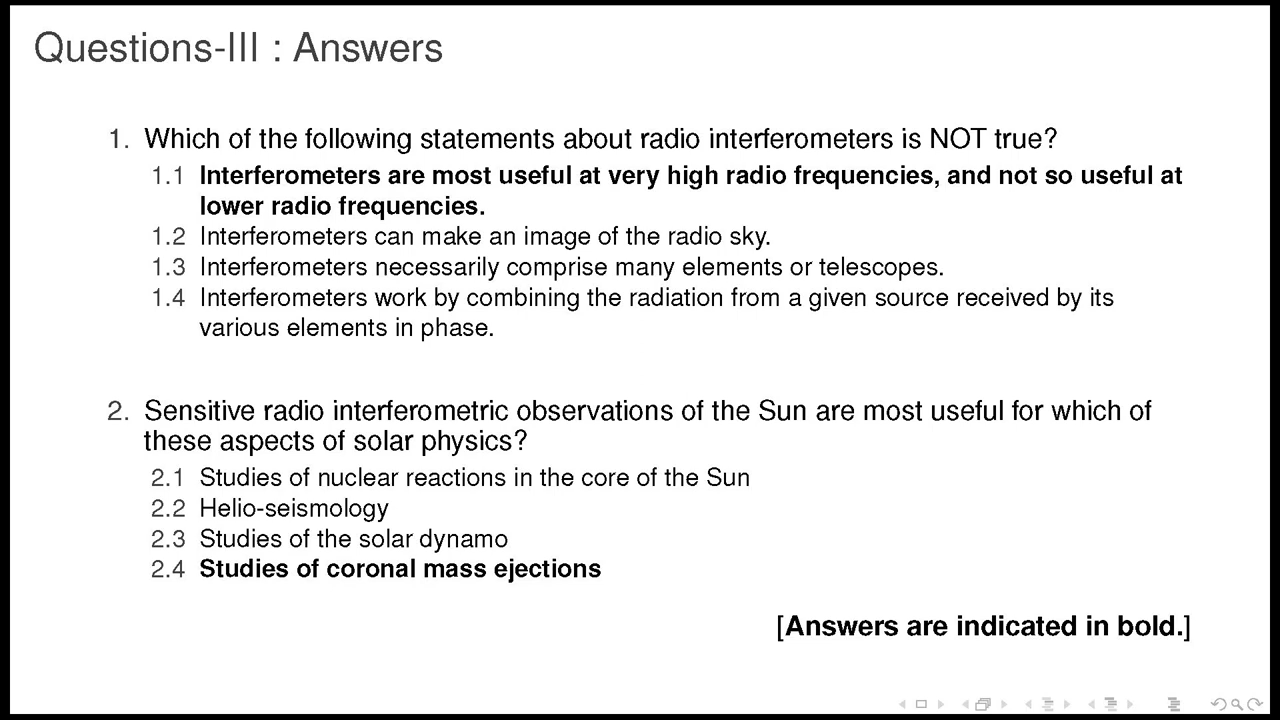 Questions-III : Answers
1. Which of the following statements about radio interferometers is NOT true?
1.1 Interferometers are most useful at very high radio frequencies, and not so useful at
lower radio frequencies.
1.2 Interferometers can make an image of the radio sky.
1.3 Interferometers necessarily comprise many elements or telescopes.
1.4 Interferometers work by combining the radiation from a given source received by its
various elements in phase.
2. Sensitive radio interferometric observations of the Sun are most useful for which of
these aspects of solar physics?
2.1 Studies of nuclear reactions in the core of the Sun
2.2 Helio-seismology
2.3 Studies of the solar dynamo
2.4 Studies of coronal mass ejections
[Answers are indicated in bold.]